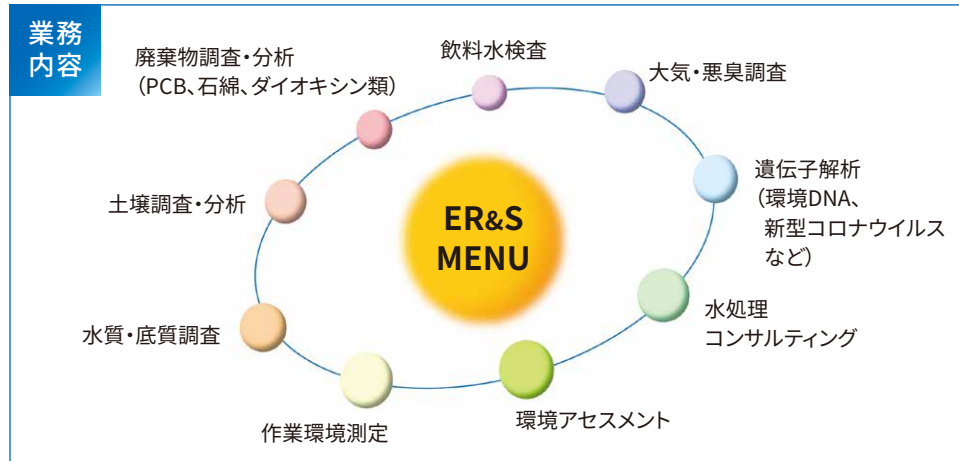 業務
内容
廃棄物調査・分析
（PCB、石綿、ダイオキシン類）
飲料水検査
大気・悪臭調査
遺伝子解析
（環境DNA、
新型コロナウイルス
など）
土壌調査・分析
ER&S
MENU
水処理
コンサルティング
水質・底質調査
環境アセスメント
作業環境測定